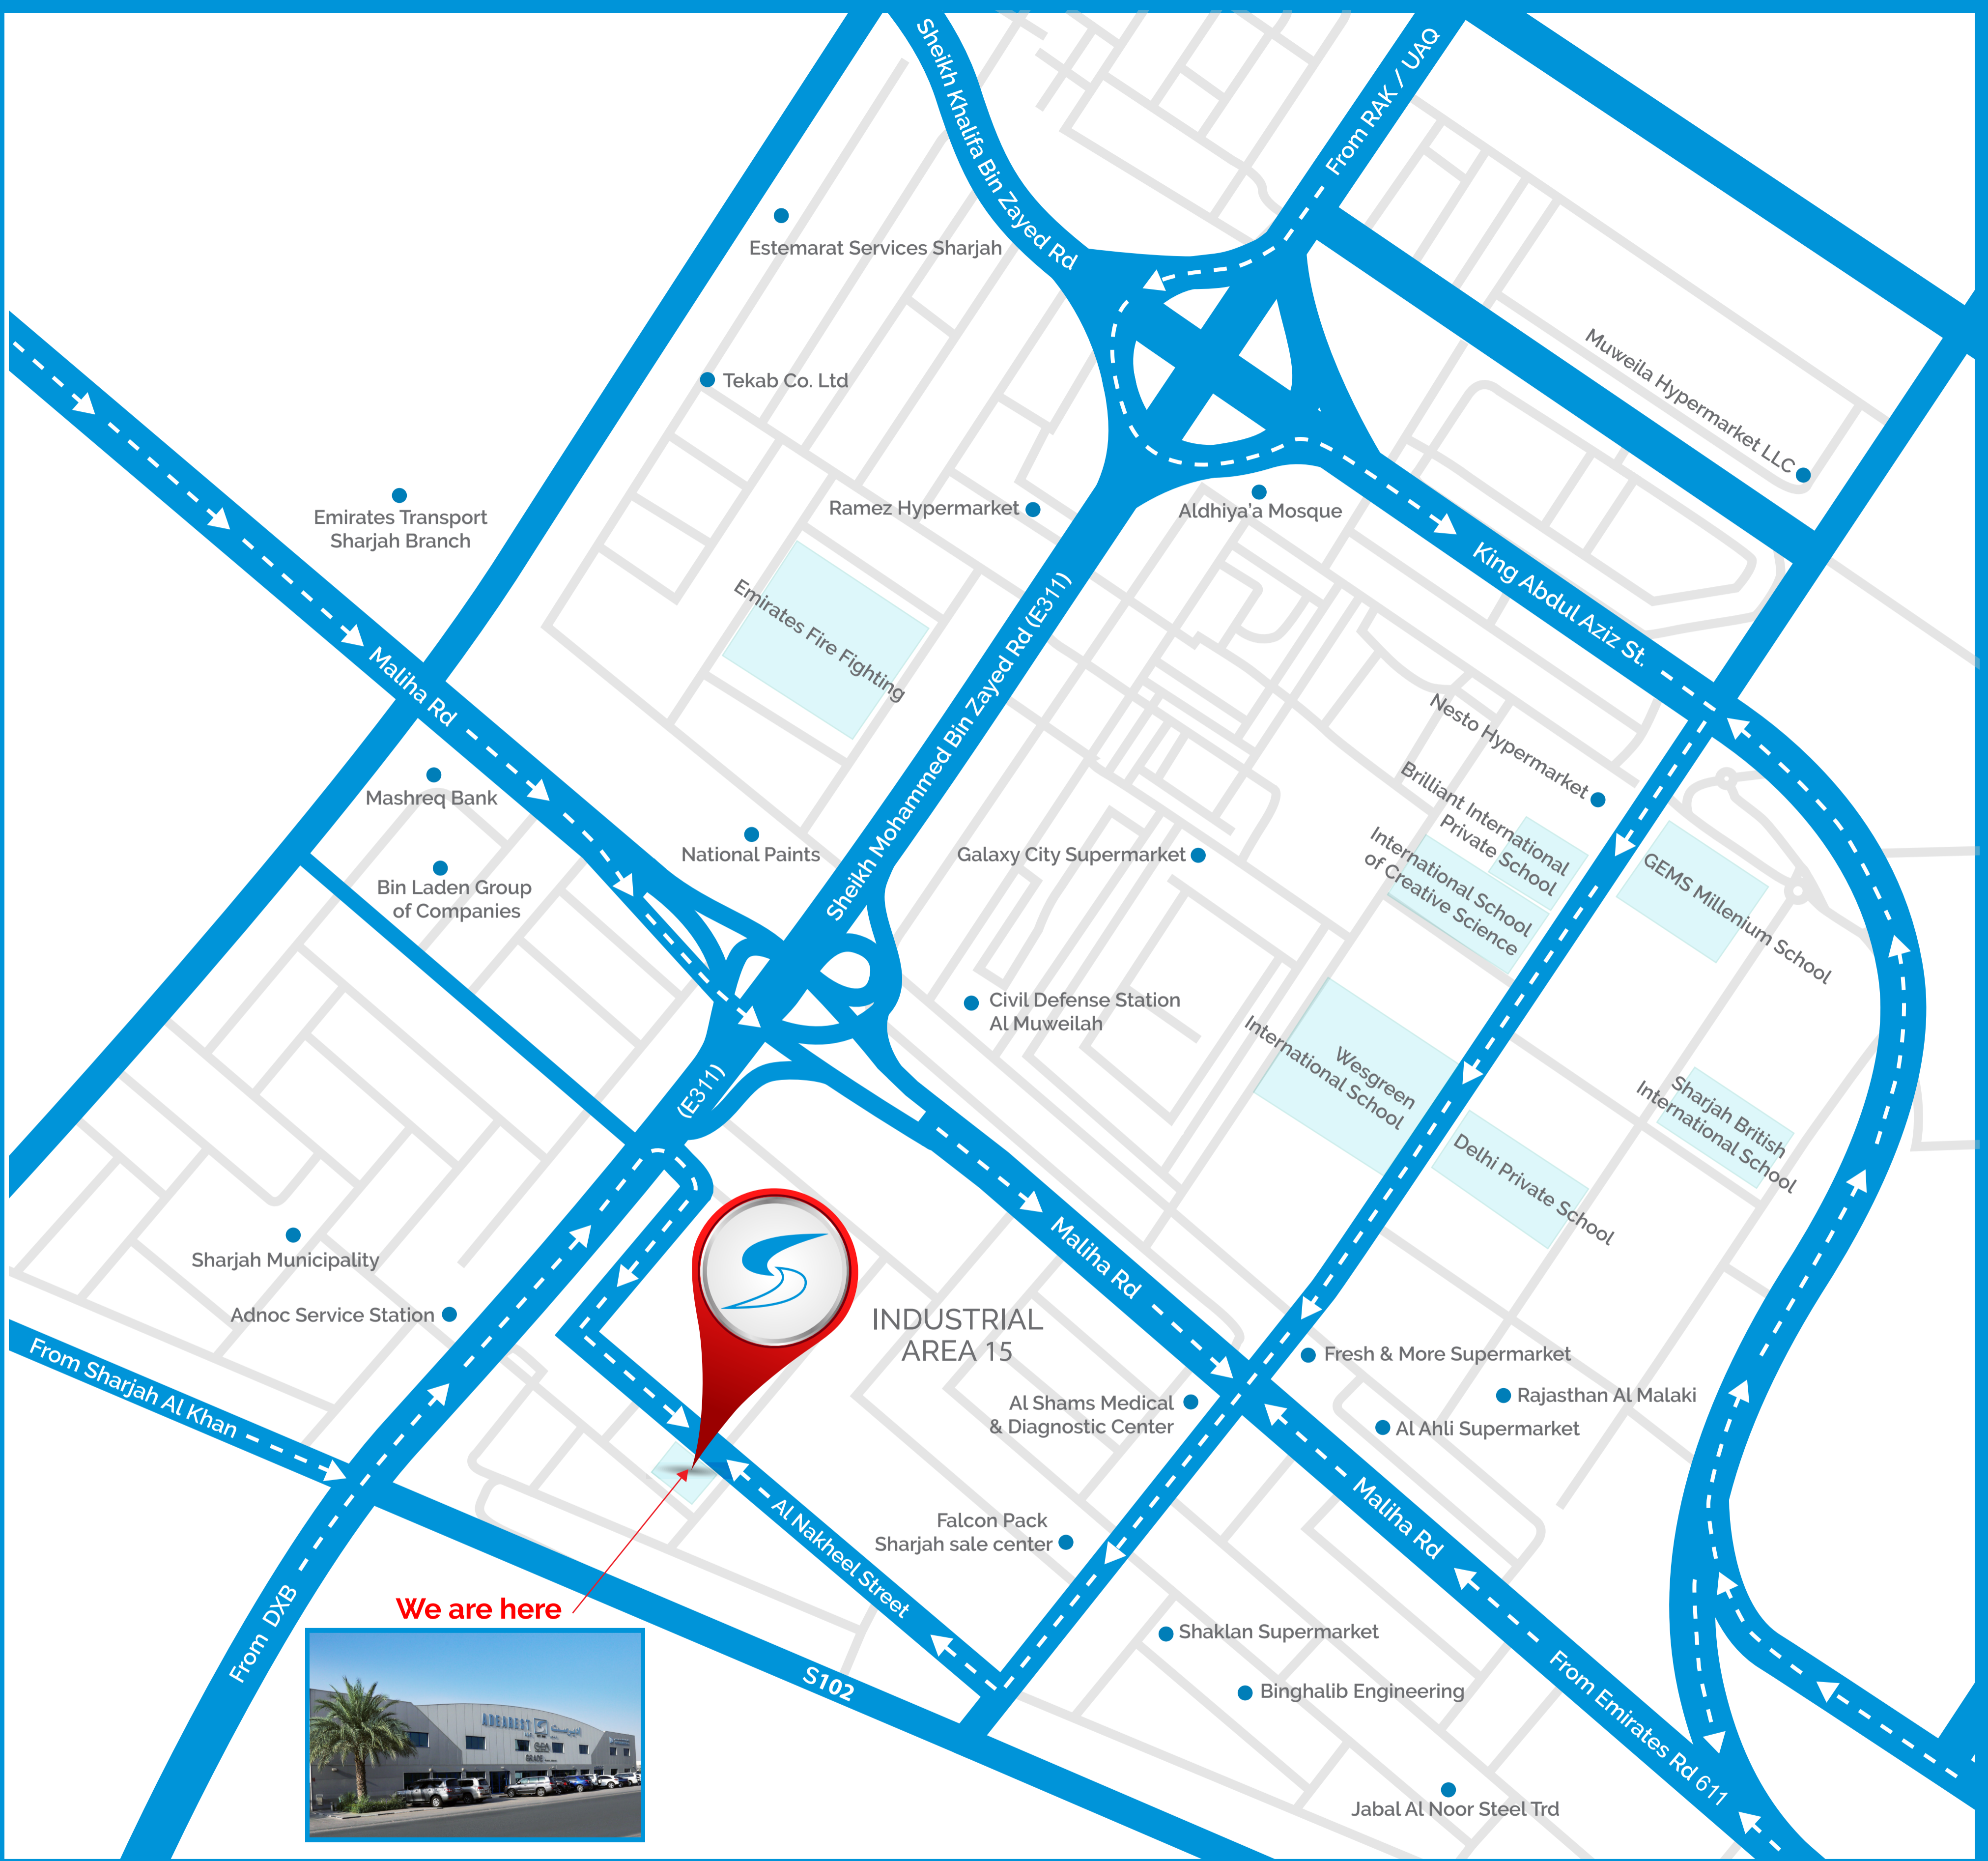 Sheikh Khalifa Bin Zayed Rd
From RAK / UAQ
Estemarat Services Sharjah
Tekab Co. Ltd
Muweila Hypermarket LLC
Emirates Transport
Sharjah Branch
Ramez Hypermarket
Aldhiya'a Mosque
King Abdul Aziz St.
Emirates Fire Fighting
Sheikh Mohammed Bin Zayed Rd (E311)
Maliha Rd
Mashreq Bank
National Paints
Nesto Hypermarket
Brilliant International
Private School
International School
of Creative Science
GEMS Millenium School
Galaxy City Supermarket
Bin Laden Group
of Companies
Civil Defense Station
Al Muweilah
(E311)
Wesgreen
International School
Sharjah British
International School
Delhi Private School
Sharjah Municipality
Adnoc Service Station
Maliha Rd
INDUSTRIAL
AREA 15
From Sharjah Al Khan
Fresh & More Supermarket
Rajasthan Al Malaki
Al Shams Medical
& Diagnostic Center
Al Ahli Supermarket
Maliha Rd
Falcon Pack
Sharjah sale center
Al Nakheel Street
From DXB
We are here
S102
Shaklan Supermarket
Binghalib Engineering
From Emirates Rd 611
Jabal Al Noor Steel Trd